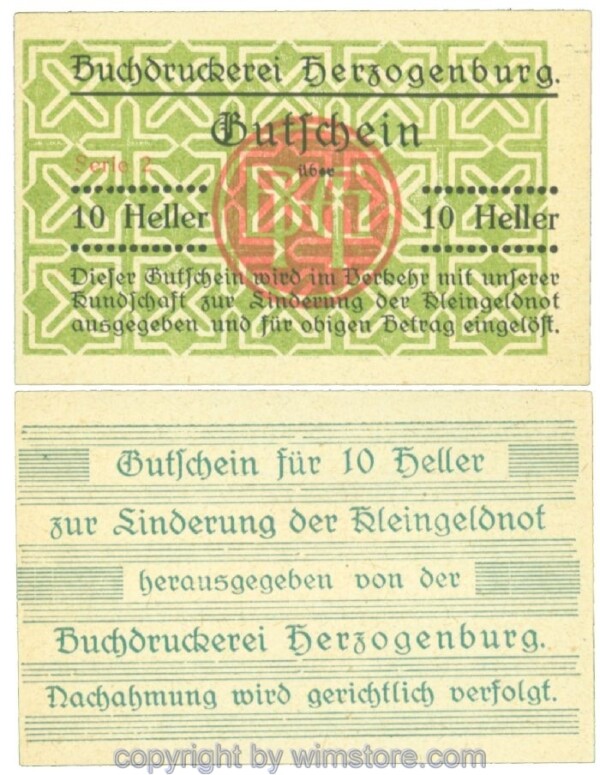 Buchdruckerei Herzogenburg.
Gutschein
über
Serie 2
10 Heller
10 Heller
Dieser Gutschein wird im Verkehr mit unserer
Kundschaft zur Linderung der Kleingeldnot
ausgegeben und für obigen Betrag eingelöst.
Gutschein für 10 Heller
zur Linderung der Kleingeldnot
herausgegeben von der
Buchdruckerei Herzogenburg.
Nachahmung wird gerichtlich verfolgt.
copyright by wimstore.com